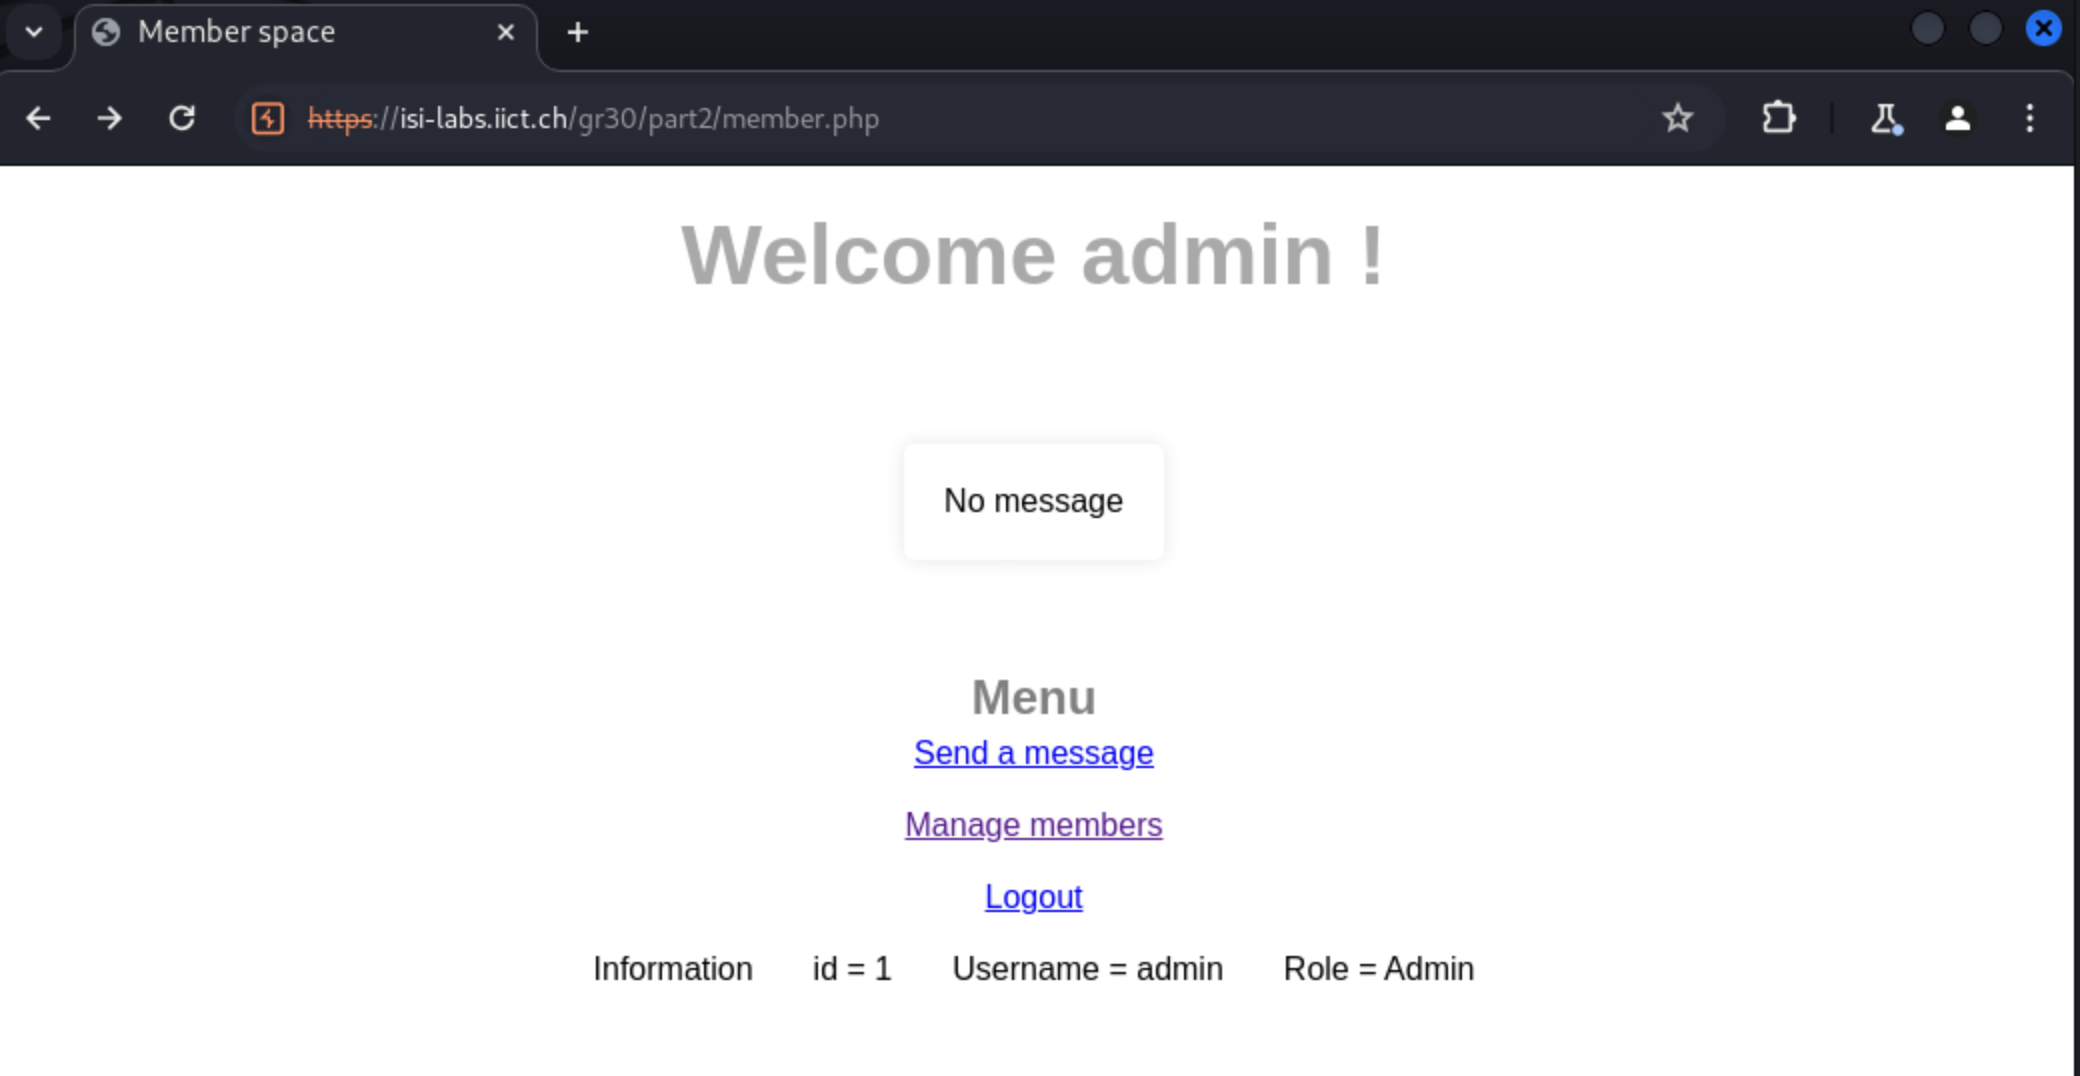 Member space
https://isi-labs.iict.ch/gr30/part2/member.php
Welcome admin !
No message
Menu
Send a message
Manage members
Logout
Information id = 1 Username = admin Role = Admin